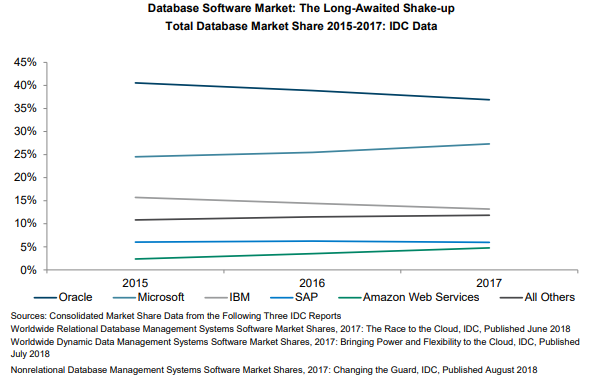 Database Software Market: The Long-Awaited Shake-up
Total Database Market Share 2015-2017: IDC Data
45%
40%
35%
30%
25%
20%
15%
10%
5%
0%
2015 2016 2017
Oracle Microsoft IBM SAP Amazon Web Services All Others
Sources: Consolidated Market Share Data from the Following Three IDC Reports
Worldwide Relational Database Management Systems Software Market Shares, 2017: The Race to the Cloud, IDC, Published June 2018
Worldwide Dynamic Data Management Systems Software Market Shares, 2017: Bringing Power and Flexibility to the Cloud, IDC, Published
July 2018
Nonrelational Database Management Systems Software Market Shares, 2017: Changing the Guard, IDC, Published August 2018